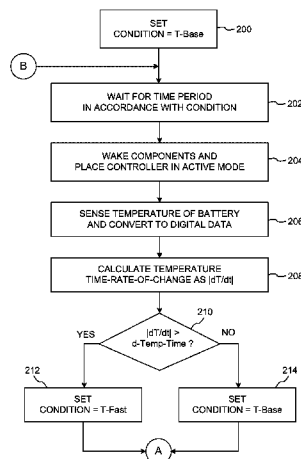 SET
CONDITION = T-Base
200
B
WAIT FOR TIME PERIOD
IN ACCORDANCE WITH CONDITION
202
WAKE COMPONENTS AND
PLACE CONTROLLER IN ACTIVE MODE
204
SENSE TEMPERATURE OF BATTERY
AND CONVERT TO DIGITAL DATA
206
CALCULATE TEMPERATURE
TIME-RATE-OF-CHANGE AS |dT/dt|
208
210
|dT/dt| >
d-Temp-Time ?
YES
NO
212
SET
CONDITION = T-Fast
214
SET
CONDITION = T-Base
A